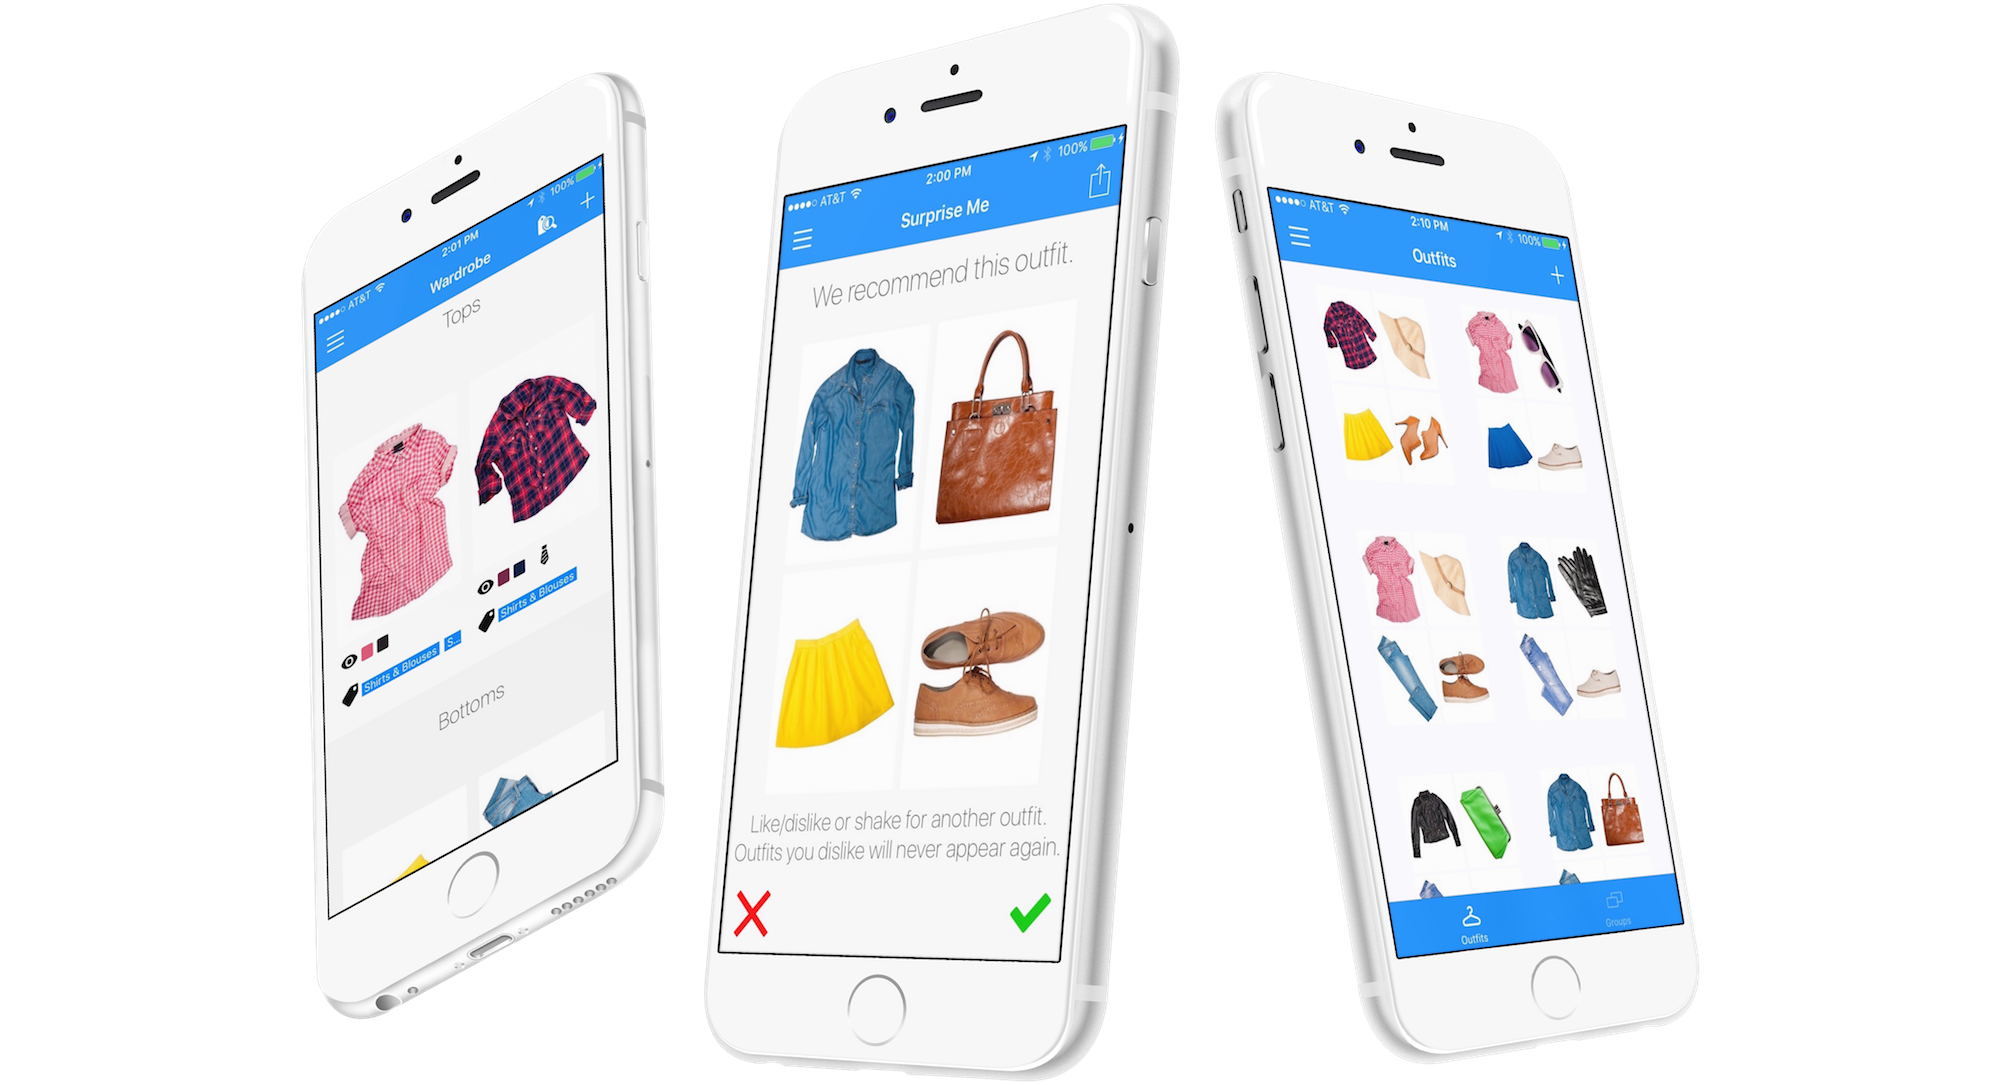 AT&T
2:01 PM
100%
Wardrobe
Tops
Shirts & Blouses
S...
Shirts & Blouses
Bottoms
AT&T
2:00 PM
100%
Surprise Me
We recommend this outfit.
Like/dislike or shake for another outfit.
Outfits you dislike will never appear again.
AT&T
2:10 PM
100%
Outfits
Outfits
Groups